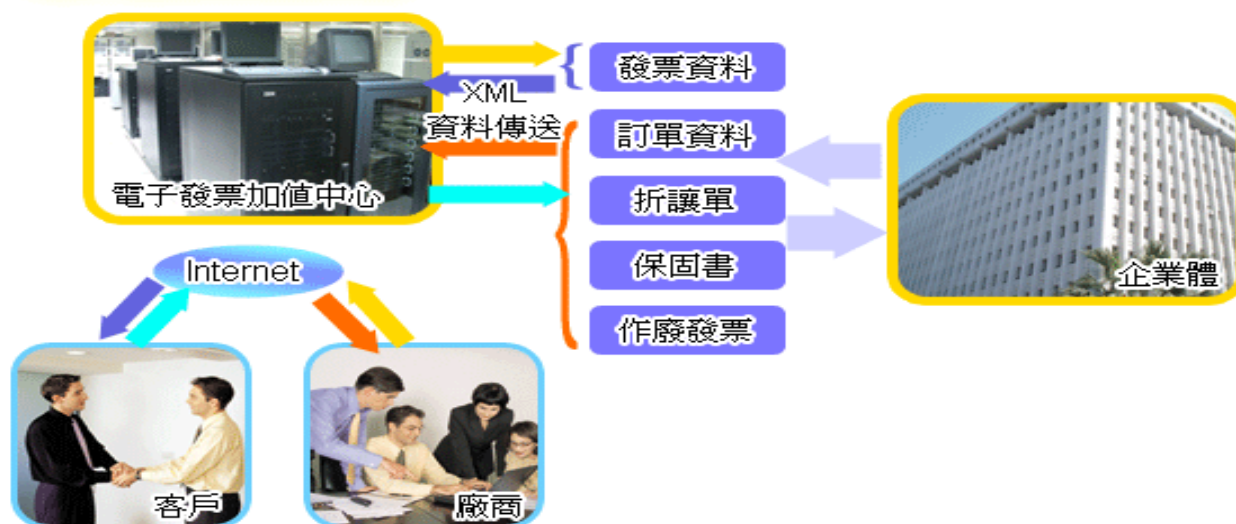 發票資料
XML
資料傳送
訂單資料
電子發票加值中心
折讓單
保固書
作廢發票
企業體
Internet
客戶
廠商